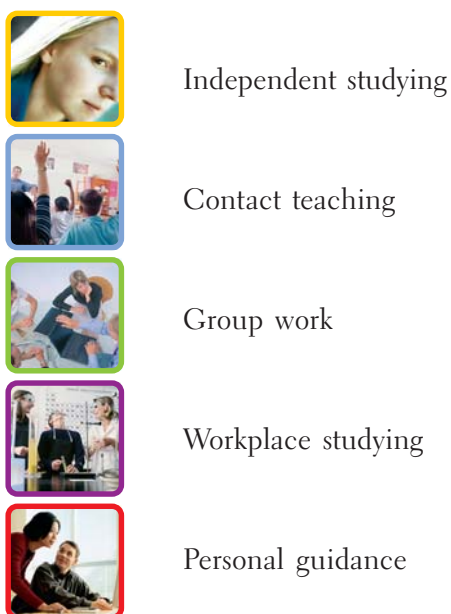 Independent studying
Contact teaching
Group work
Workplace studying
Personal guidance